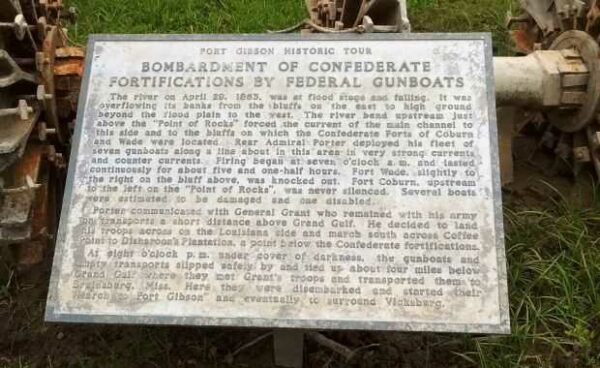 PORT GIBSON HISTORIC TOUR
BOMBARDMENT OF CONFEDERATE
FORTIFICATIONS BY FEDERAL GUNBOATS
The river on April 29, 1863, was at flood stage and falling. It was
overflowing its banks from the bluffs on the east to high ground
beyond the flood plain to the west. The river bend upstream just
above the "Point of Rocks" forced the current of the main channel to
this side and to the bluffs on which the Confederate Forts of Coburn
and Wade were located. Rear Admiral Porter deployed his fleet of
seven gunboats along a line about in this area in very strong currents
and counter currents. Firing began at seven o'clock a.m. and lasted
continuously for about five and one-half hours. Fort Wade, slightly to
the right on the bluff above, was knocked out. Fort Coburn, upstream
to the left on the "Point of Rocks", was never silenced. Several boats
were estimated to be damaged and one disabled.
Porter communicated with General Grant who remained with his army
on transports a short distance above Grand Gulf. He decided to land
his troops across on the Louisiana side and march south across Coffee
Point to Disharoon's Plantation, a point below the Confederate fortifications.
At eight o'clock p.m. under cover of darkness, the gunboats and
empty transports slipped safely by and tied up about four miles below
Grand Gulf where they met Grant's troops and transported them to
Bruinsburg, Miss. Here they were disembarked and started their
"March to Port Gibson" and eventually to surround Vicksburg.